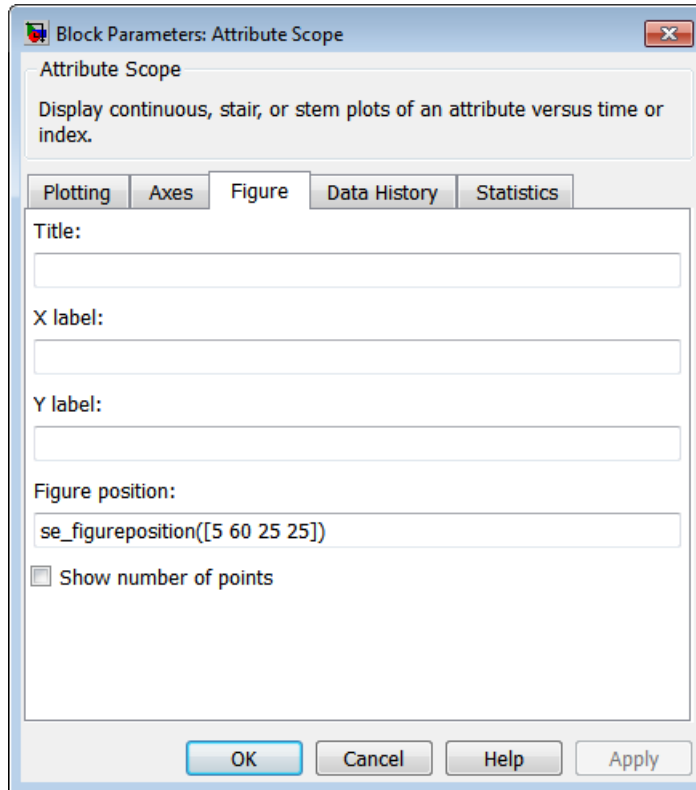 Block Parameters: Attribute Scope
Attribute Scope
Display continuous, stair, or stem plots of an attribute versus time or
index.
Plotting Axes Figure Data History Statistics
Title:
X label:
Y label:
Figure position:
se_figureposition([5 60 25 25])
Show number of points
OK Cancel Help Apply